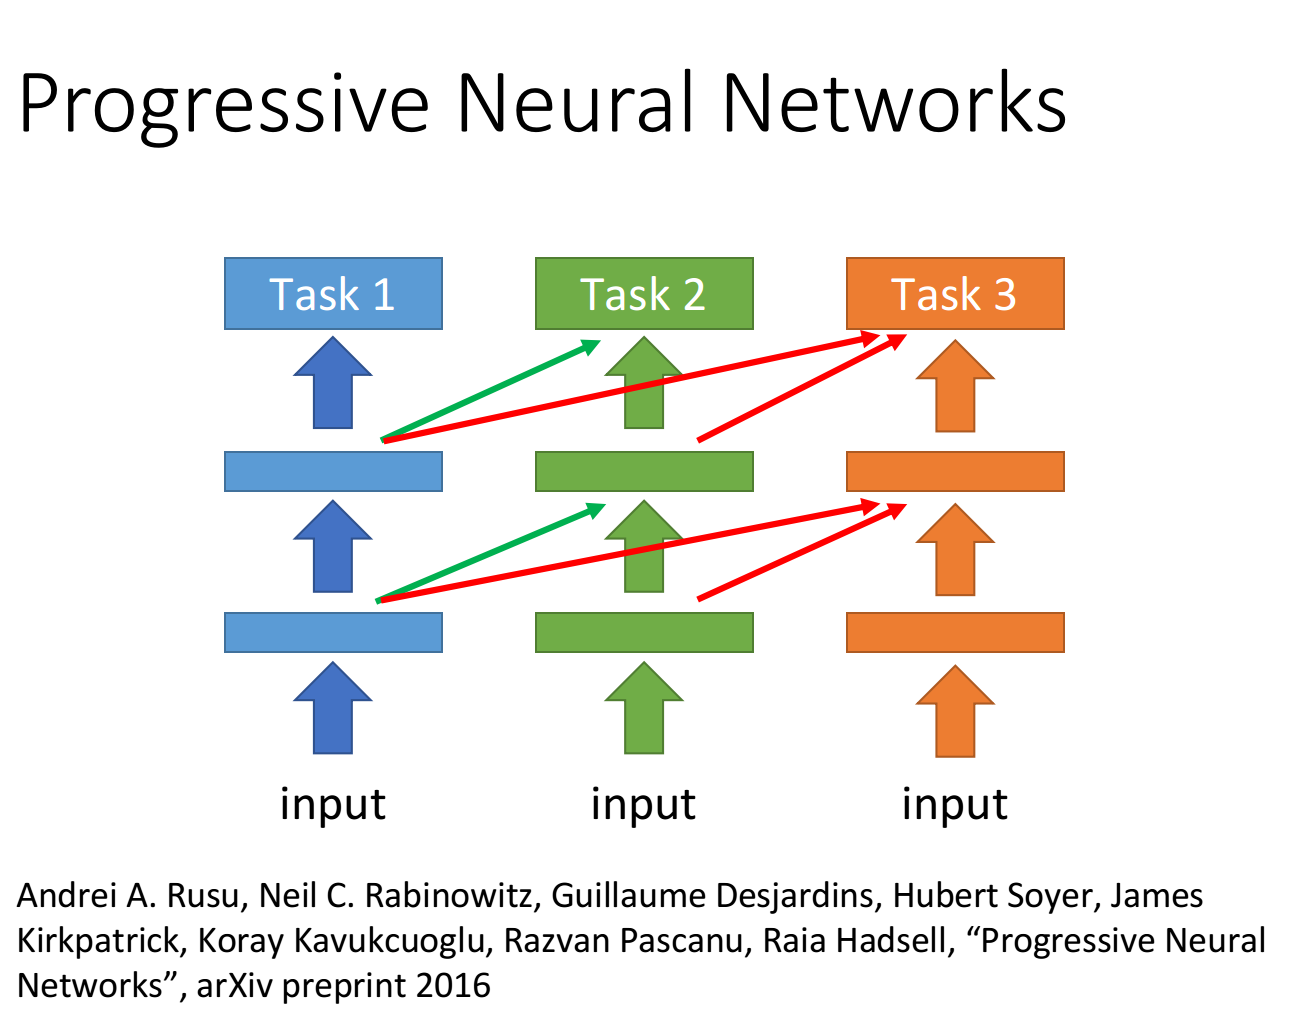 Progressive Neural Networks
Task 1 Task 2 Task 3
input input input
Andrei A. Rusu, Neil C. Rabinowitz, Guillaume Desjardins, Hubert Soyer, James
Kirkpatrick, Koray Kavukcuoglu, Razvan Pascanu, Raia Hadsell, “Progressive Neural
Networks”, arXiv preprint 2016